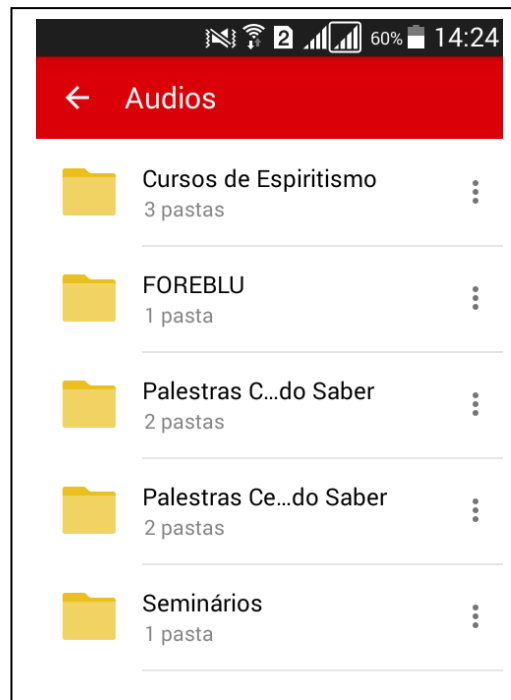 2 60% 14:24
Audios
Cursos de Espiritismo
3 pastas
FOREBLU
1 pasta
Palestras C...do Saber
2 pastas
Palestras Ce...do Saber
2 pastas
Seminários
1 pasta